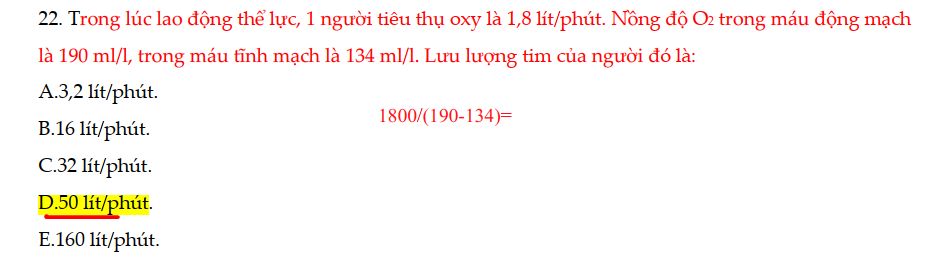 22. Trong lúc lao động thể lực, 1 người tiêu thụ oxy là 1,8 lít/phút. Nồng độ O2 trong máu động mạch
là 190 ml/l, trong máu tĩnh mạch là 134 ml/l. Lưu lượng tim của người đó là:
A.3,2 lít/phút.
1800/(190-134)=
B.16 lít/phút.
C.32 lít/phút.
D.50 lít/phút.
E.160 lít/phút.